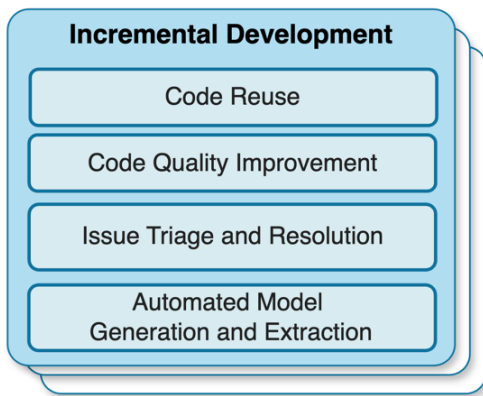 Incremental Development
Code Reuse
Code Quality Improvement
Issue Triage and Resolution
Automated Model
Generation and Extraction